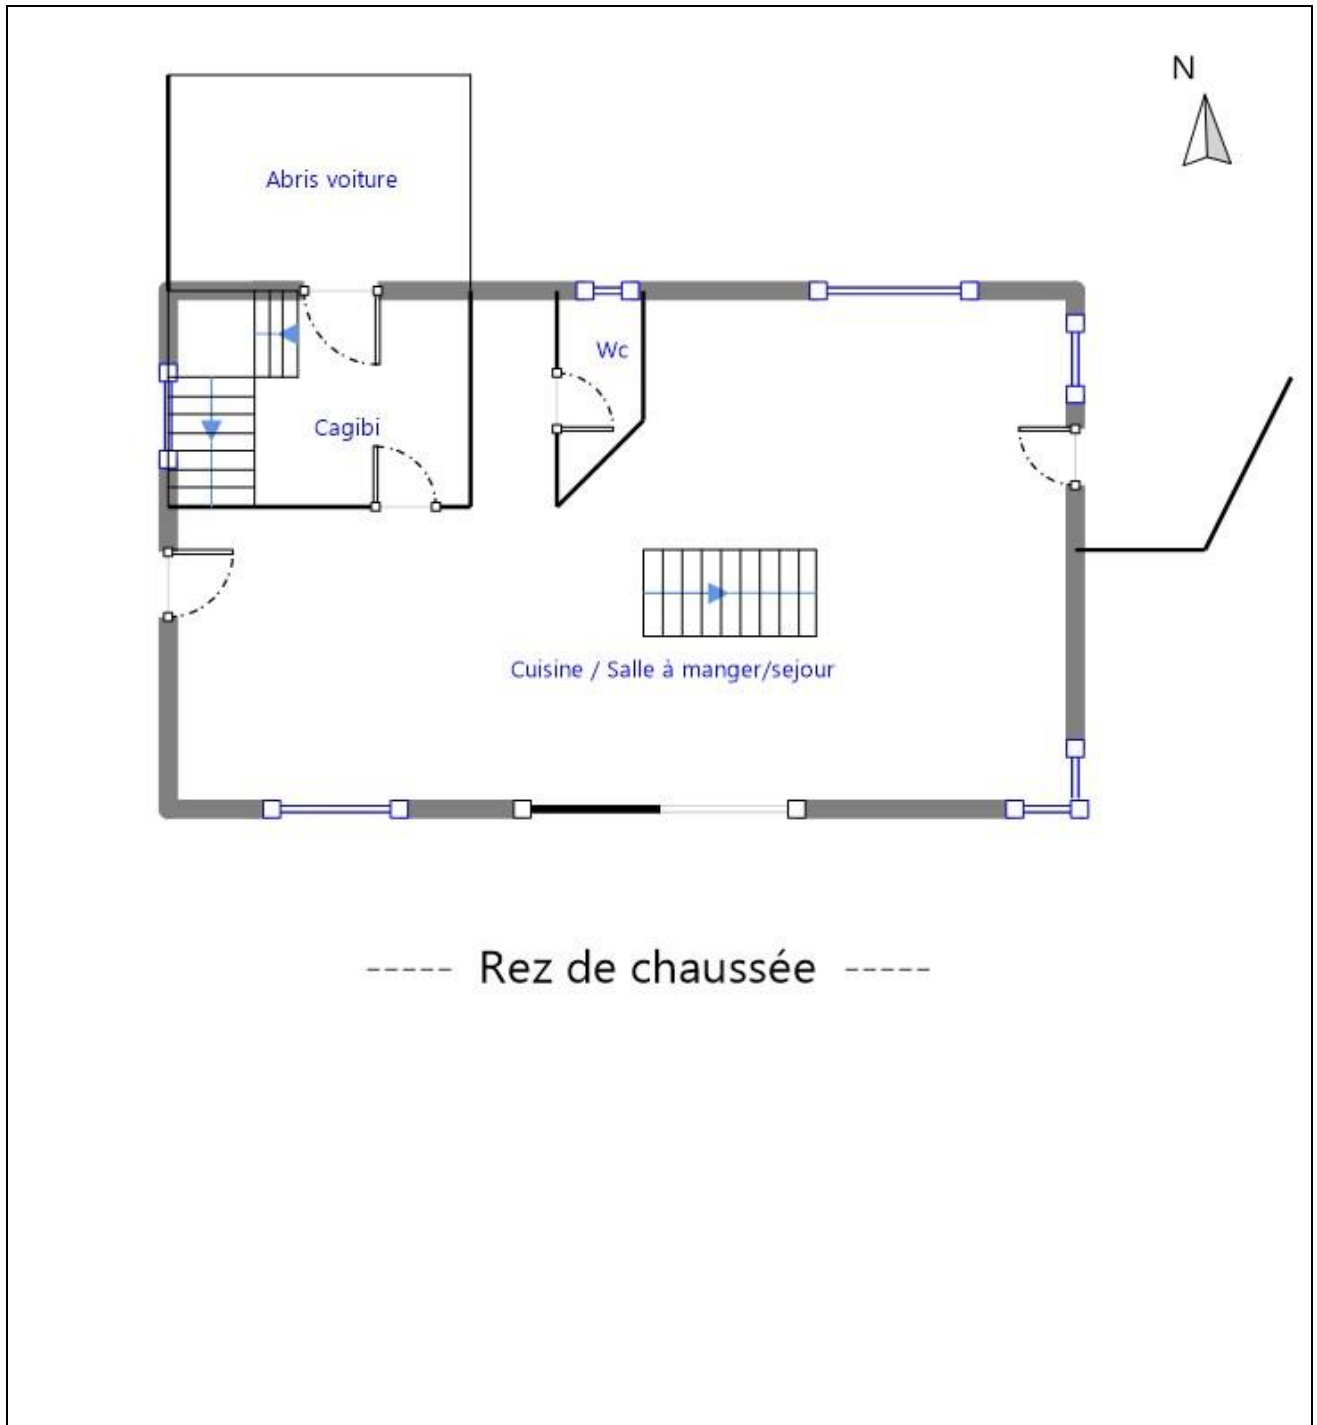 N
Abris voiture
Wc
Cagibi
Cuisine / Salle à manger/sejour
----- Rez de chaussée -----